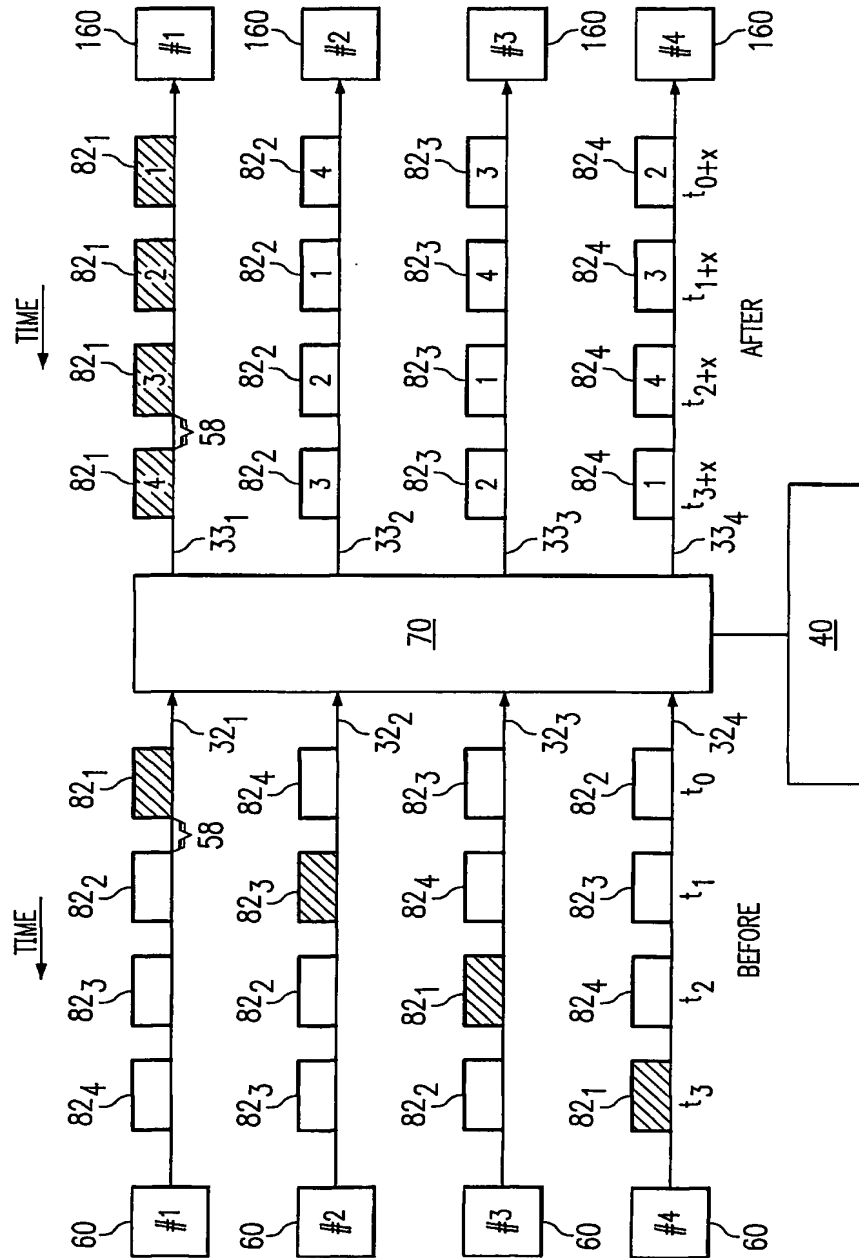 TIME TIME
60 82₄ 82₃ 82₂ 82₁ 82₁ 82₁ 82₁ 82₁ 160
#1 4 3 2 1 #1
58 32₁ 33₁ 58
60 82₃ 82₂ 82₃ 82₄ 82₂ 82₂ 82₂ 82₂ 160
#2 3 2 1 4 #2
32₂ 33₂
70
60 82₂ 82₁ 82₄ 82₃ 82₃ 82₃ 82₃ 82₃ 160
#3 2 1 4 3 #3
32₃ 33₃
60 82₁ 82₄ 82₃ 82₂ 82₄ 82₄ 82₄ 82₄ 160
#4 1 4 3 2 #4
32₄ 33₄
t₃ t₂ t₁ t₀ t₃₊ₓ t₂₊ₓ t₁₊ₓ t₀₊ₓ
BEFORE AFTER
40